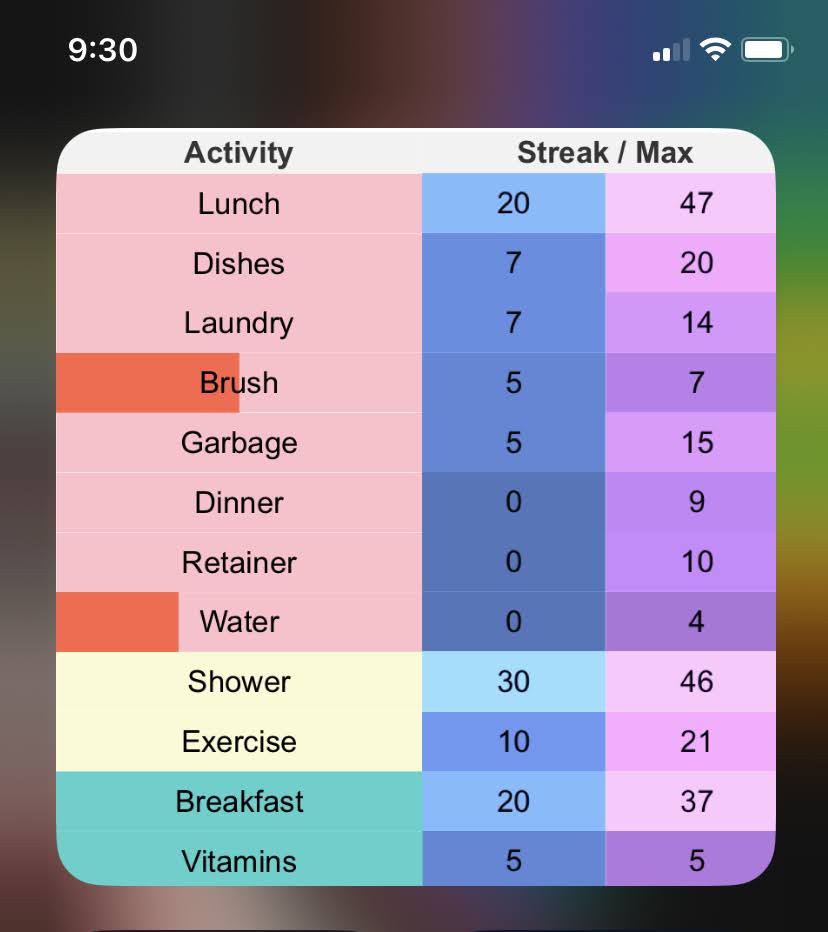 9:30
Activity Streak / Max
Lunch 20 47
Dishes 7 20
Laundry 7 14
Brush 5 7
Garbage 5 15
Dinner 0 9
Retainer 0 10
Water 0 4
Shower 30 46
Exercise 10 21
Breakfast 20 37
Vitamins 5 5